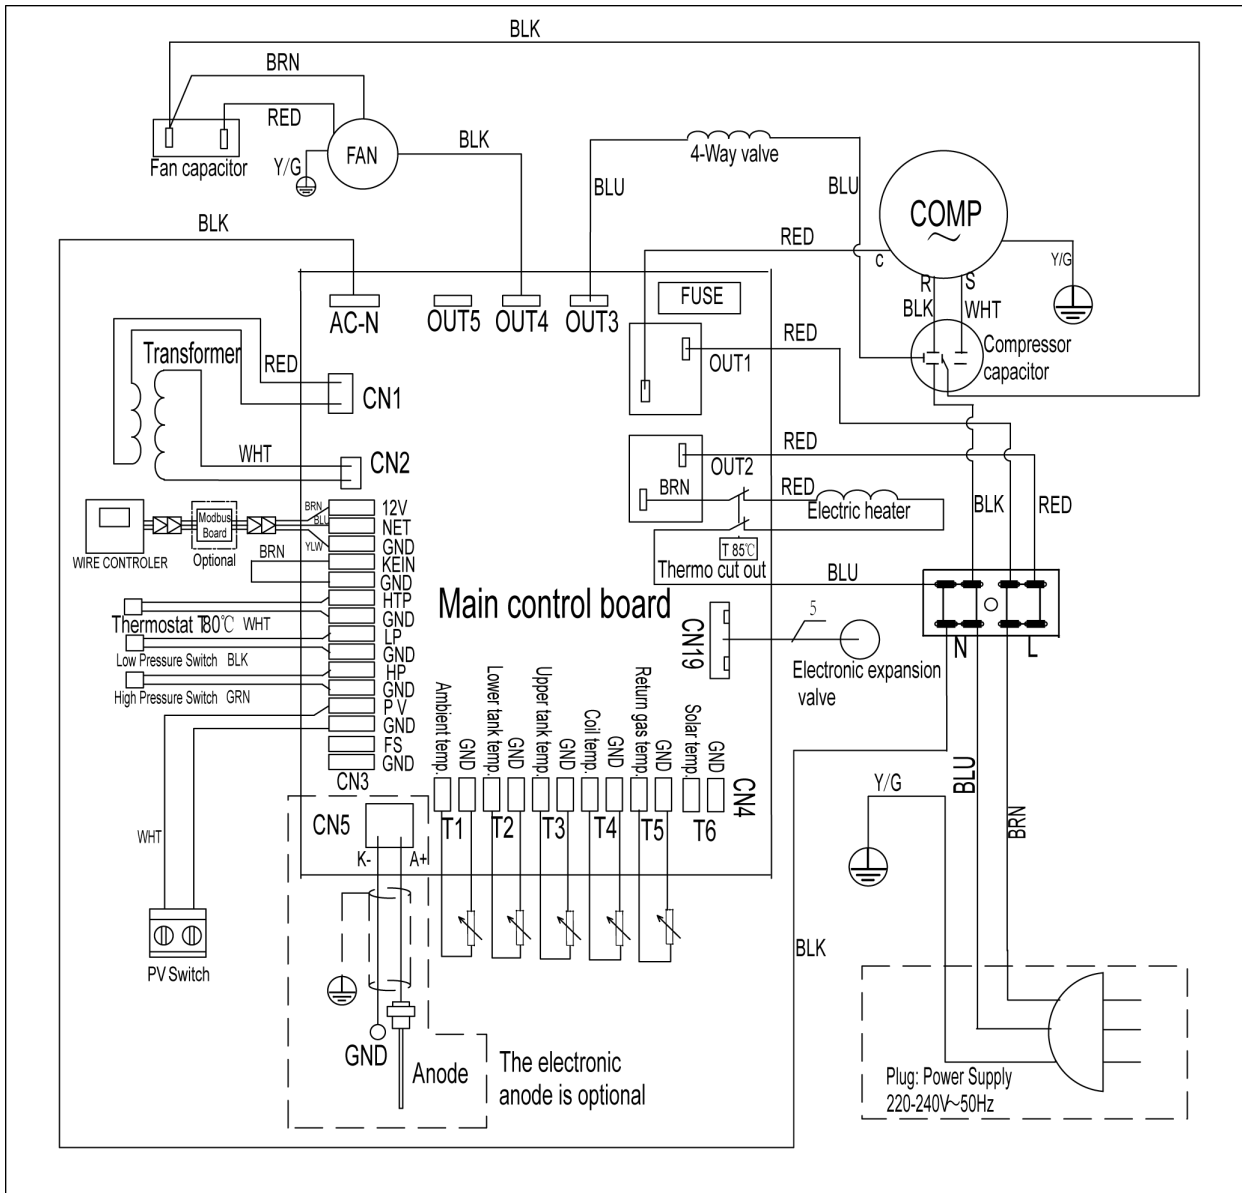 BLK
BRN
RED
Fan capacitor
Y/G
FAN
BLK
4-Way valve
BLU
BLU
COMP
RED
C
R
S
Y/G
BLK
WHT
Compressor
capacitor
BLK
AC-N
OUT5
OUT4
OUT3
FUSE
RED
OUT1
Transformer
RED
CN1
WHT
CN2
RED
OUT2
BRN
RED
Electric heater
T 85℃
Thermo cut out
BLU
BLK
RED
N
L
WIRE CONTROLER
Modbus
Board
Optional
BRN
BLU
YLW
BRN
12V
NET
GND
KEIN
GND
HTP
GND
LP
GND
HP
GND
PV
GND
FS
GND
CN3
Thermostat T80℃ WHT
Low Pressure Switch BLK
High Pressure Switch GRN
Main control board
CN19
5
Electronic expansion
valve
Ambient temp.
GND
Lower tank temp.
GND
Upper tank temp.
GND
Coil temp.
GND
Return gas temp.
GND
Solar temp.
GND
CN4
T1
T2
T3
T4
T5
T6
CN5
K-
A+
WHT
PV Switch
GND
Anode
The electronic
anode is optional
BLK
Y/G
BLU
BRN
Plug: Power Supply
220-240V~50Hz